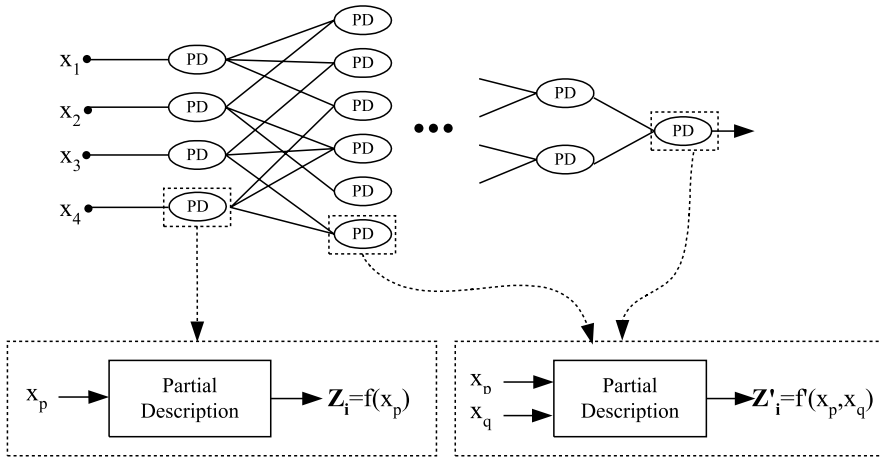 PD
x1 PD
PD
x2 PD
PD
PD
x3 PD
PD
x4 PD
PD
PD
•••
PD
PD
PD
xp
Partial
Description
Zi=f(xp)
xp
xq
Partial
Description
Z'i=f'(xp,xq)